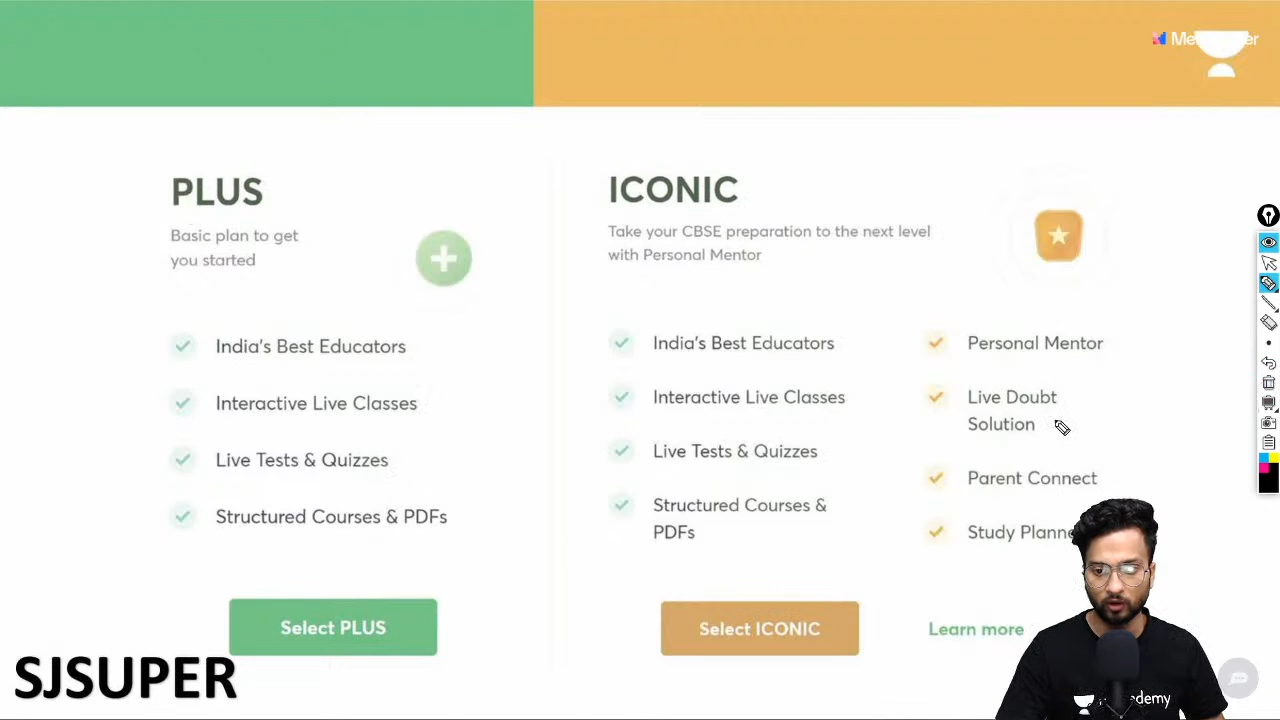 PLUS
Basic plan to get
you started
India's Best Educators
Interactive Live Classes
Live Tests & Quizzes
Structured Courses & PDFs
Select PLUS
ICONIC
Take your CBSE preparation to the next level
with Personal Mentor
India's Best Educators
Interactive Live Classes
Live Tests & Quizzes
Structured Courses &
PDFs
Personal Mentor
Live Doubt
Solution
Parent Connect
Select ICONIC
Learn more
SJSUPER